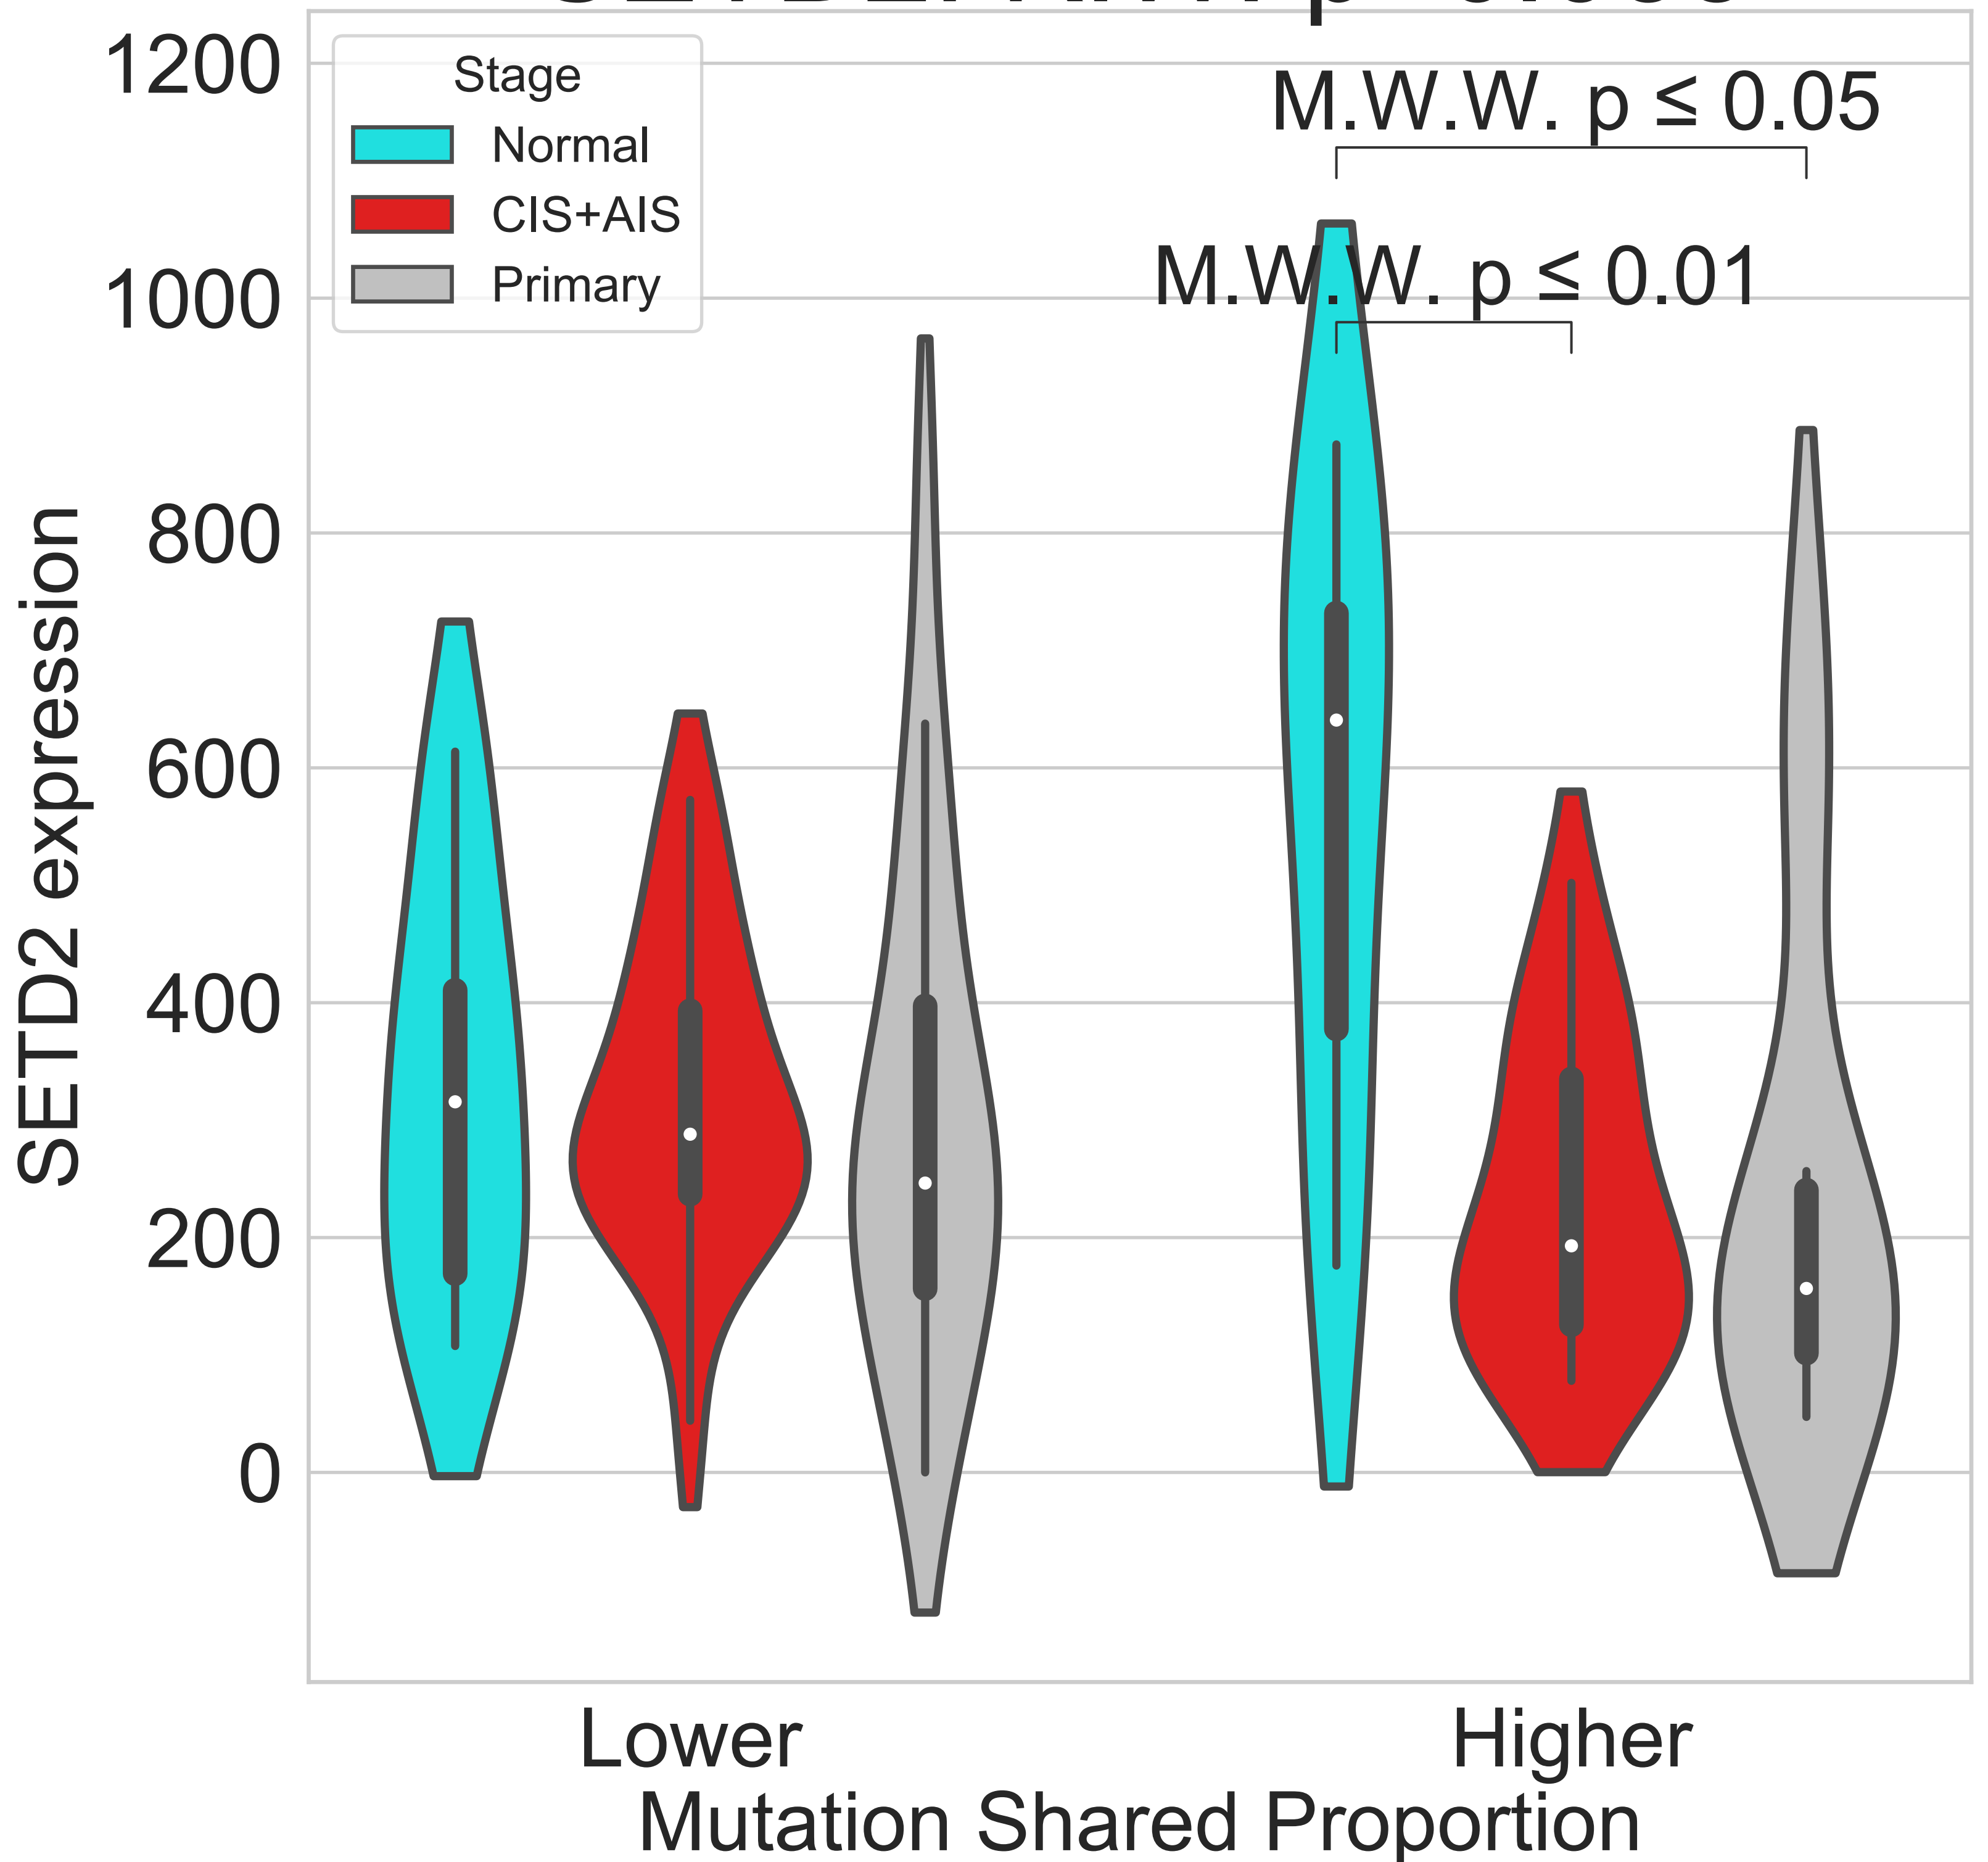 1200
1000
800
600
400
200
0
SETD2 expression
Stage
Normal
CIS+AIS
Primary
M.W.W. p ≤ 0.05
M.W.W. p ≤ 0.01
Lower
Higher
Mutation Shared Proportion